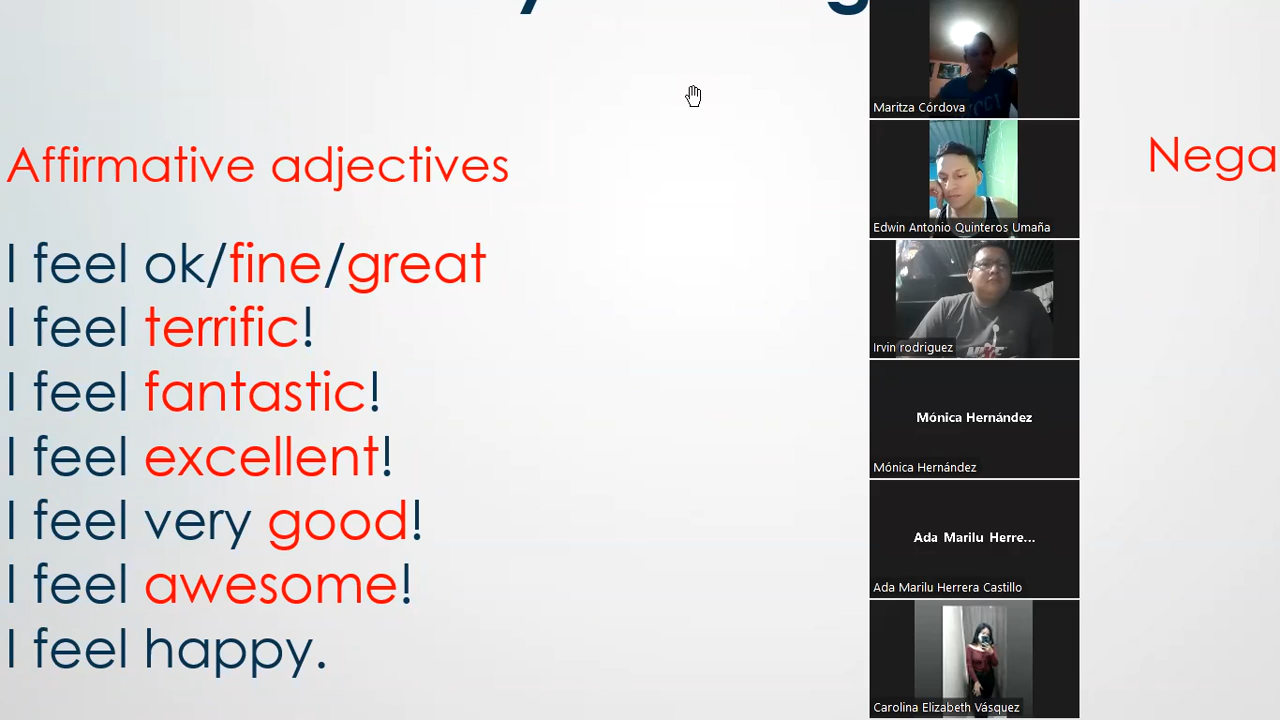 Affirmative adjectives
I feel ok/fine/great
I feel terrific!
I feel fantastic!
I feel excellent!
I feel very good!
I feel awesome!
I feel happy.
Nega
Maritza Córdova
Edwin Antonio Quinteros Umaña
Irvin rodriguez
Mónica Hernández
Mónica Hernández
Ada Marilu Herre...
Ada Marilu Herrera Castillo
Carolina Elizabeth Vásquez